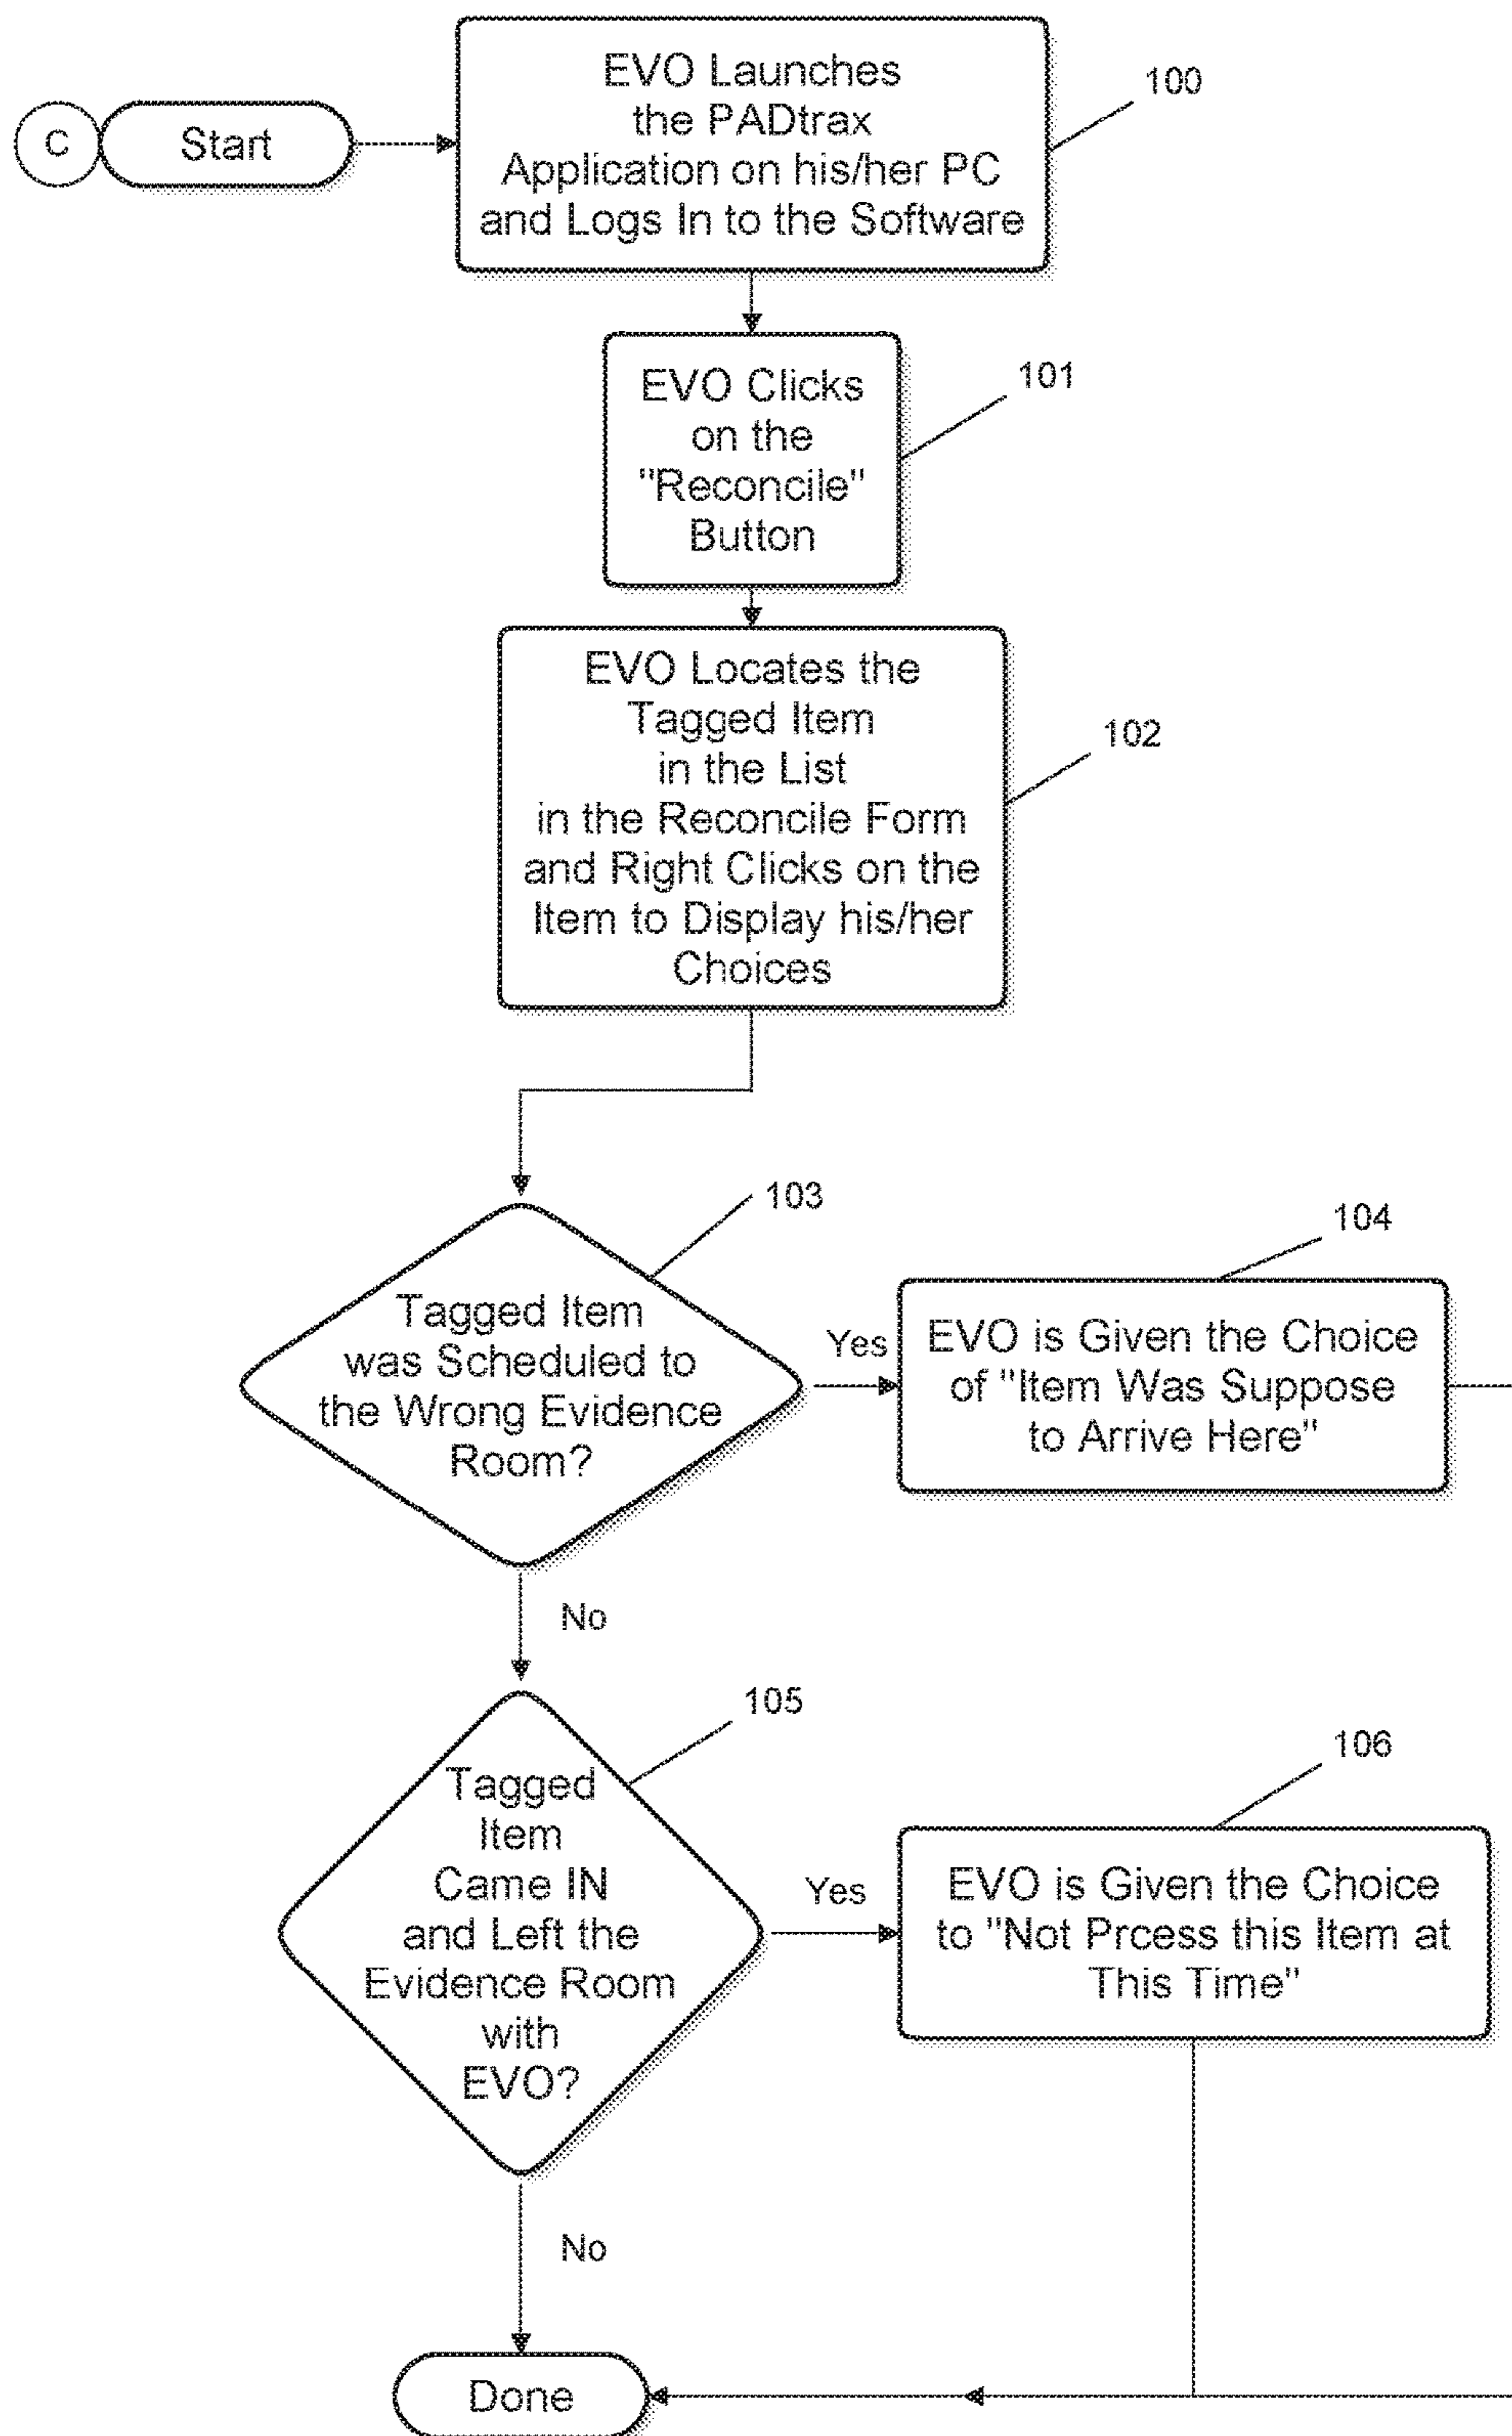 C
Start
EVO Launches
the PADtrax
Application on his/her PC
and Logs In to the Software
100
EVO Clicks
on the
"Reconcile"
Button
101
EVO Locates the
Tagged Item
in the List
in the Reconcile Form
and Right Clicks on the
Item to Display his/her
Choices
102
Tagged Item
was Scheduled to
the Wrong Evidence
Room?
103
Yes
EVO is Given the Choice
of "Item Was Suppose
to Arrive Here"
104
No
Tagged
Item
Came IN
and Left the
Evidence Room
with
EVO?
105
Yes
EVO is Given the Choice
to "Not Prcess this Item at
This Time"
106
No
Done